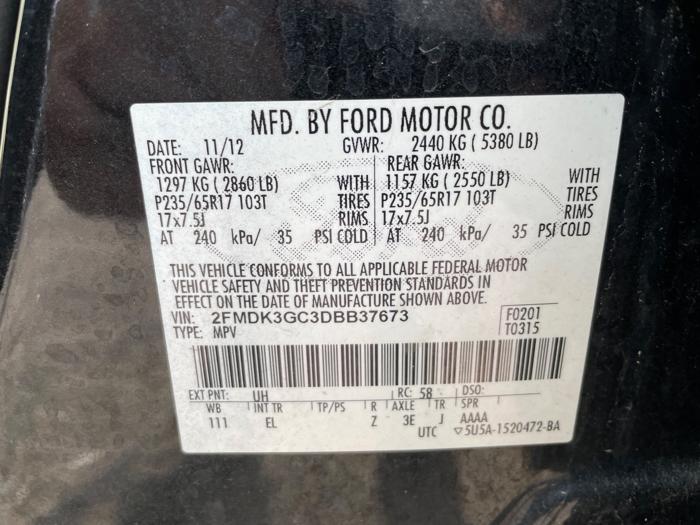 MFD. BY FORD MOTOR CO.
DATE: 11/12 GVWR: 2440 KG ( 5380 LB)
FRONT GAWR: REAR GAWR:
1297 KG ( 2860 LB) WITH 1157 KG ( 2550 LB) WITH
P235/65R17 103T TIRES P235/65R17 103T TIRES
17x7.5J RIMS 17x7.5J RIMS
AT 240 kPa/ 35 PSI COLD AT 240 kPa/ 35 PSI COLD
THIS VEHICLE CONFORMS TO ALL APPLICABLE FEDERAL MOTOR
VEHICLE SAFETY AND THEFT PREVENTION STANDARDS IN
EFFECT ON THE DATE OF MANUFACTURE SHOWN ABOVE.
VIN: 2FMDK3GC3DBB37673 F0201
TYPE: MPV T0315
EXT PNT: UH RC: 58 DSO:
WB INT TR TP/PS R AXLE TR SPR
111 EL Z 3E J AAAA
UTC ▽5U5A-1520472-BA